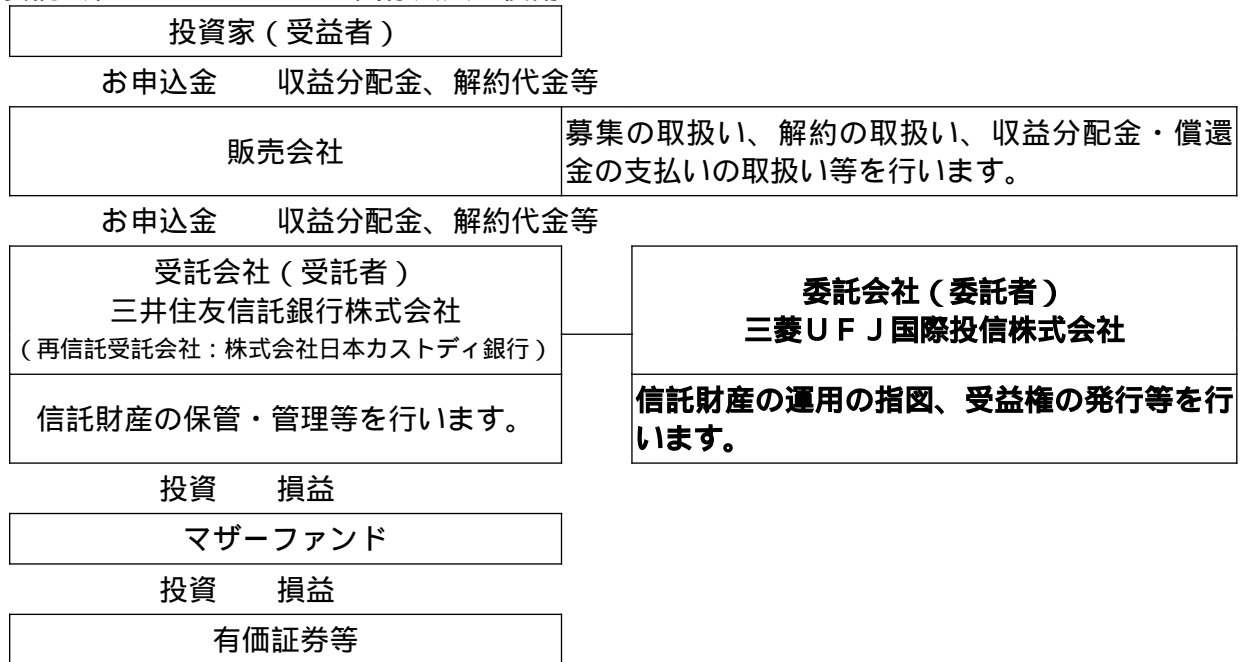 投資家（受益者）
お申込金　　収益分配金、解約代金等
販売会社
募集の取扱い、解約の取扱い、収益分配金・償還
金の支払いの取扱い等を行います。
お申込金　　収益分配金、解約代金等
受託会社（受託者）
三井住友信託銀行株式会社
（再信託受託会社：株式会社日本カストディ銀行）
委託会社（委託者）
三菱ＵＦＪ国際投信株式会社
信託財産の保管・管理等を行います。
信託財産の運用の指図、受益権の発行等を行
います。
投資　　損益
マザーファンド
投資　　損益
有価証券等